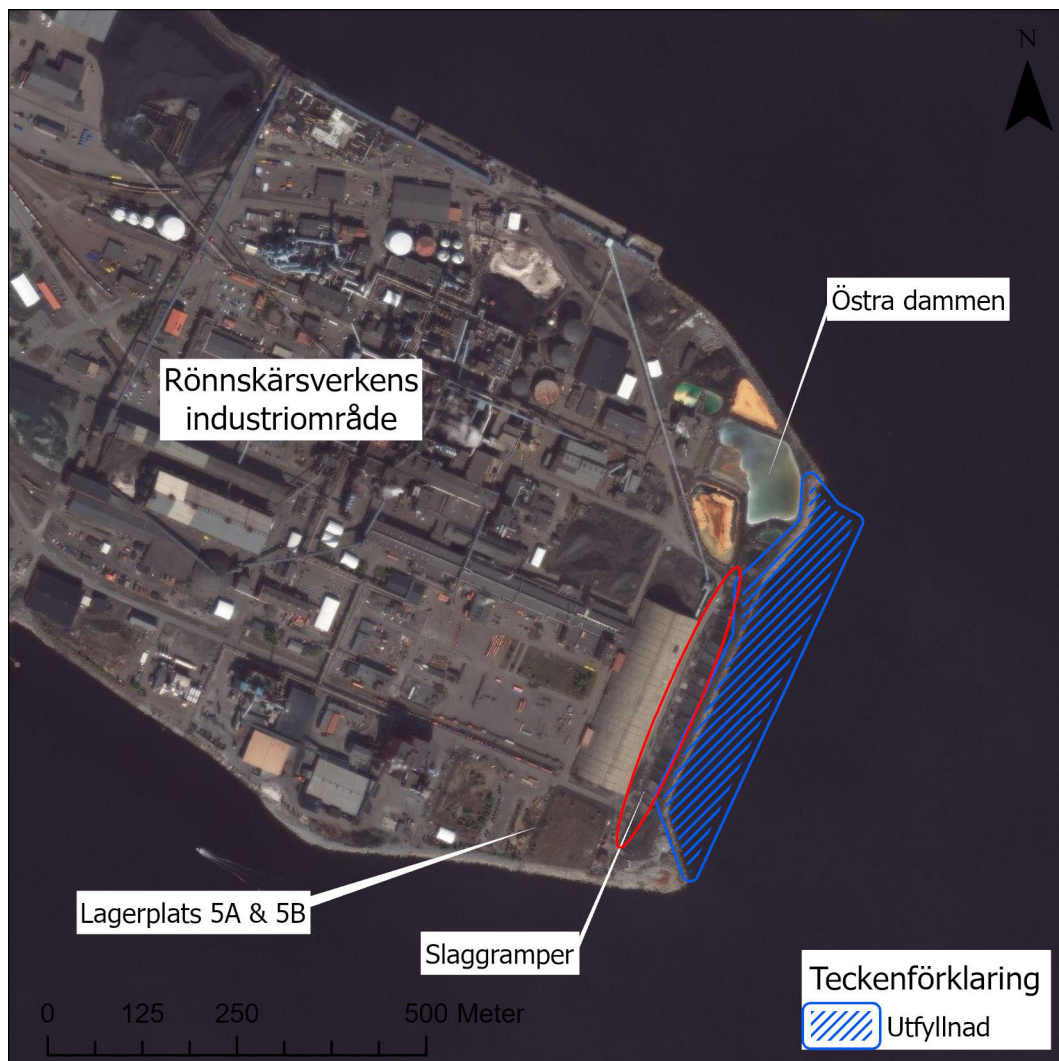 N
Östra dammen
Rönnskärsverkens
industriområde
Lagerplats 5A & 5B
Slaggramper
Teckenförklaring
Utfyllnad
0 125 250 500 Meter